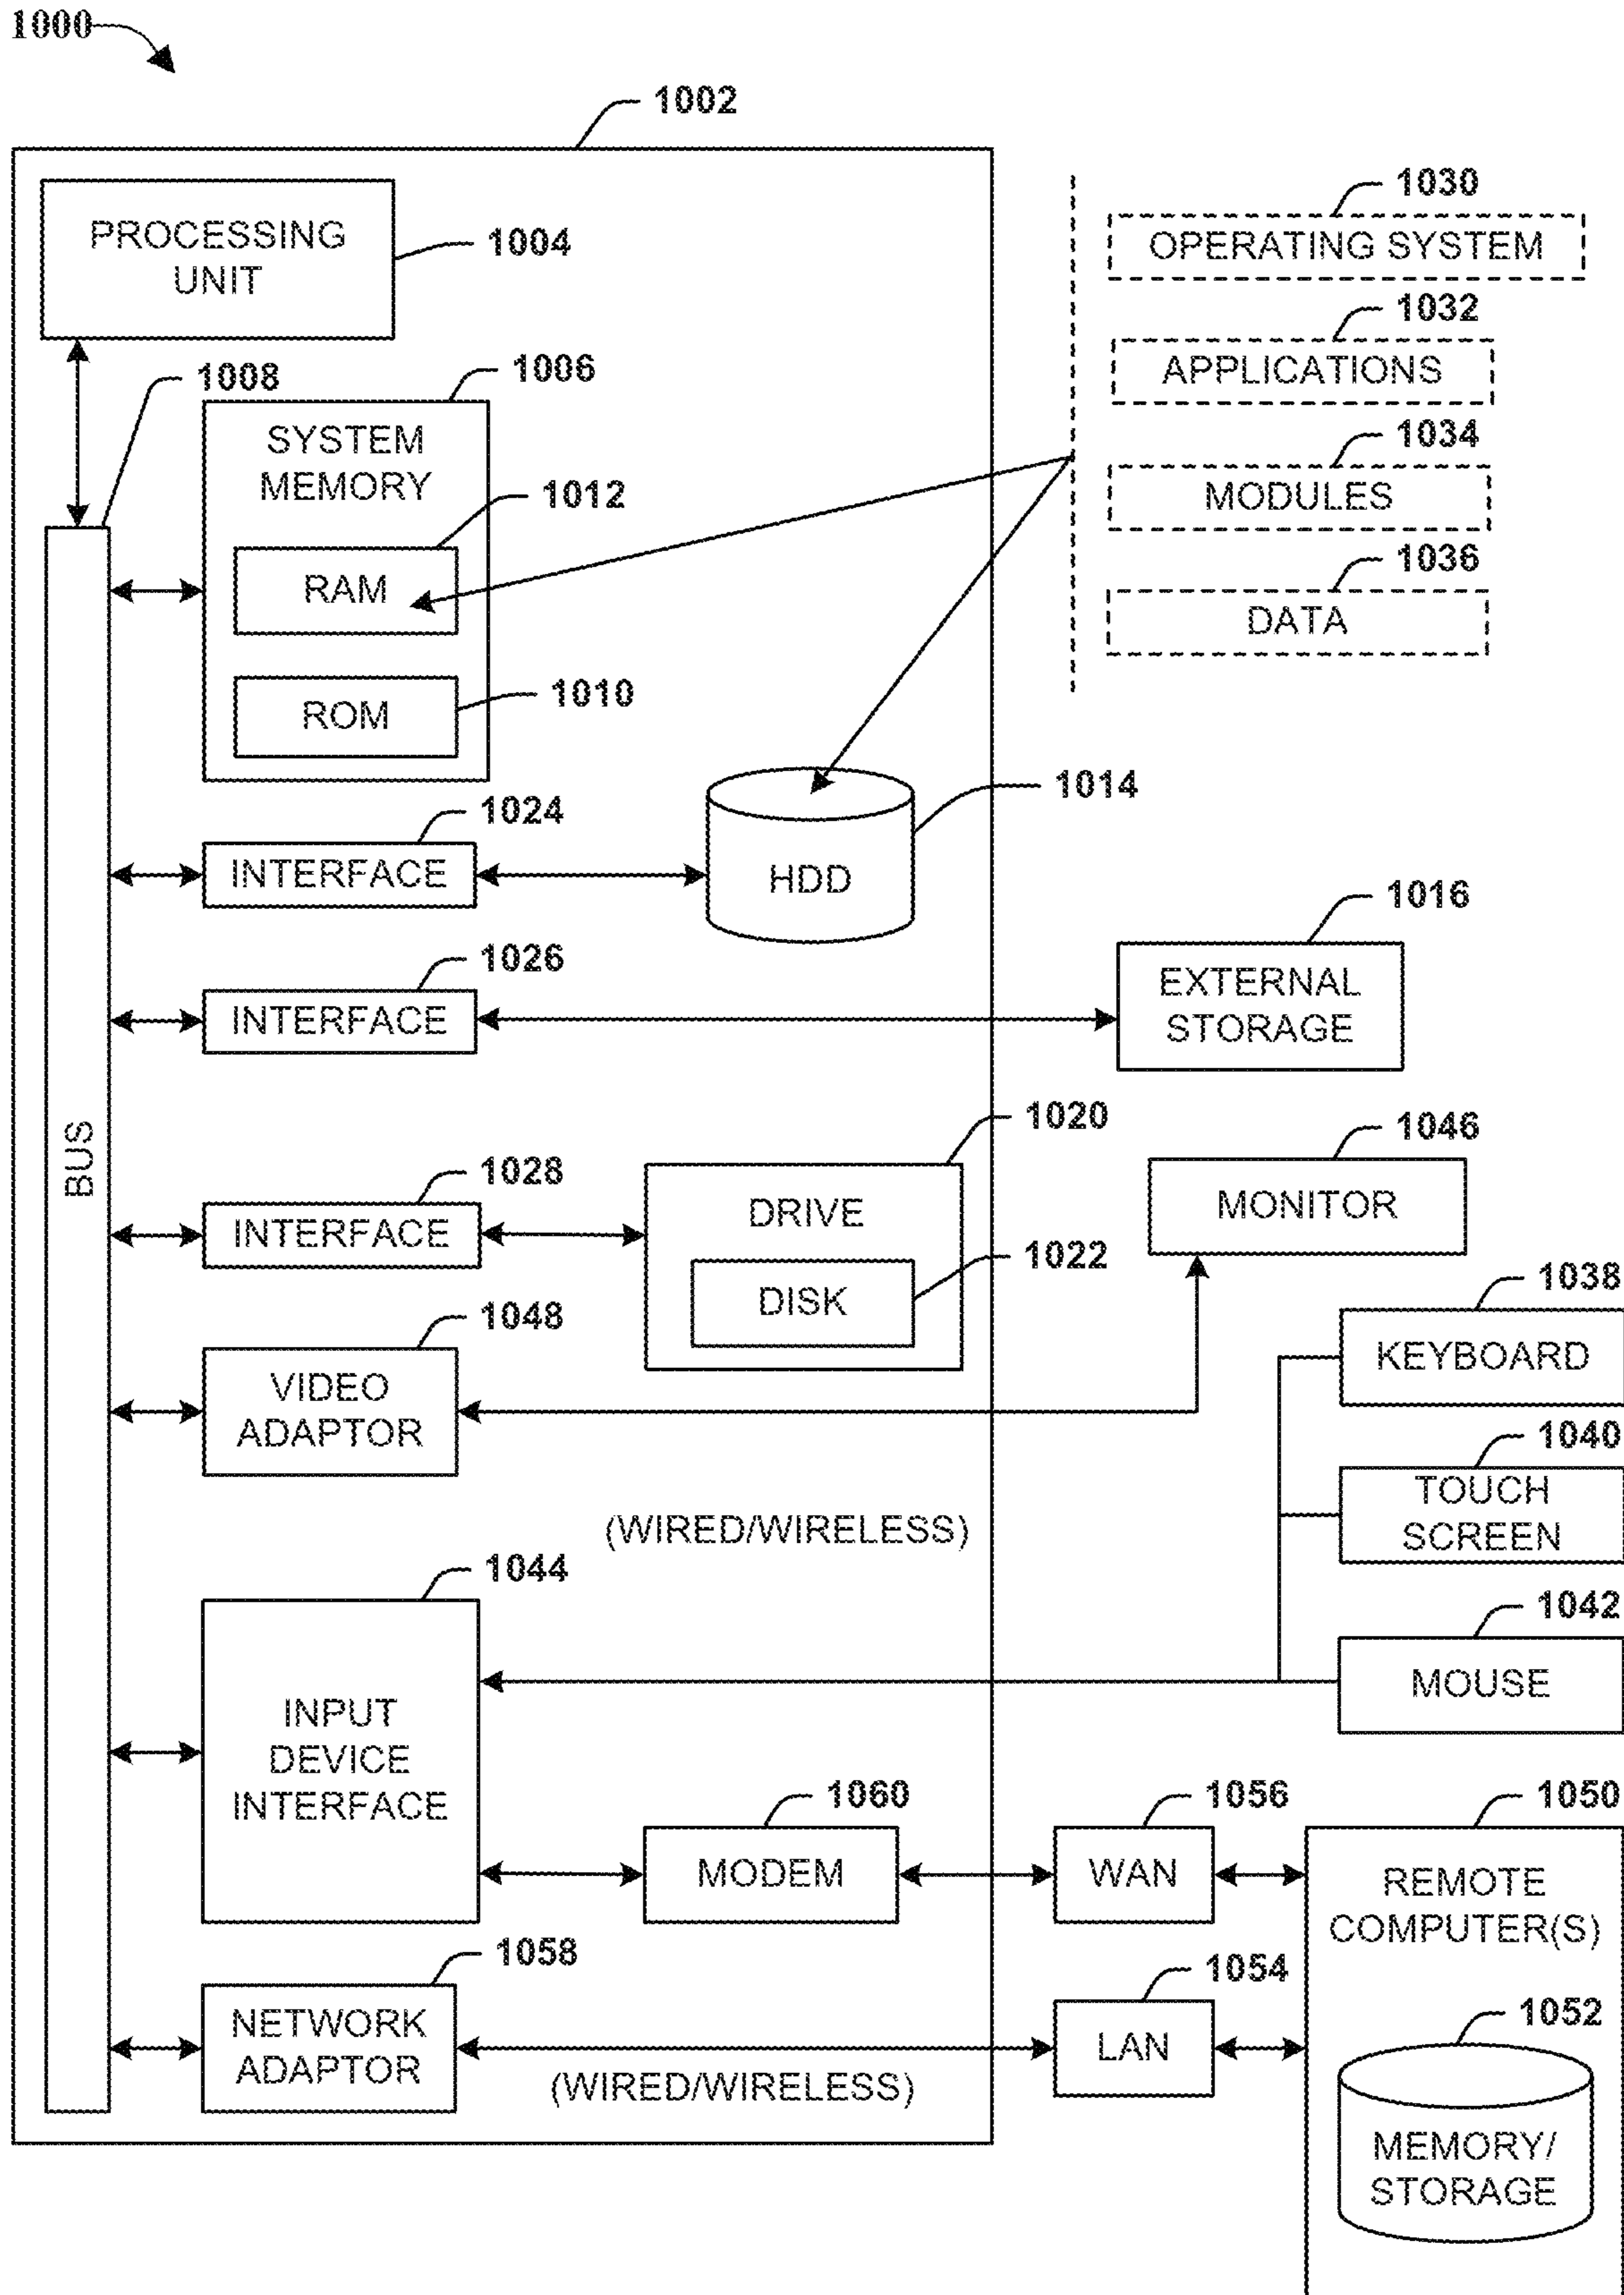 1000
1002
PROCESSING
UNIT
1004
1030
OPERATING SYSTEM
1032
APPLICATIONS
1034
MODULES
1036
DATA
1008
1006
SYSTEM
MEMORY
1012
RAM
1010
ROM
1014
HDD
1024
INTERFACE
1026
INTERFACE
1016
EXTERNAL
STORAGE
BUS
1028
INTERFACE
1020
DRIVE
1022
DISK
1046
MONITOR
1048
VIDEO
ADAPTOR
1038
KEYBOARD
1040
TOUCH
SCREEN
1042
MOUSE
(WIRED/WIRELESS)
1044
INPUT
DEVICE
INTERFACE
1060
MODEM
1056
WAN
1050
REMOTE
COMPUTER(S)
1058
NETWORK
ADAPTOR
(WIRED/WIRELESS)
1054
LAN
1052
MEMORY/
STORAGE